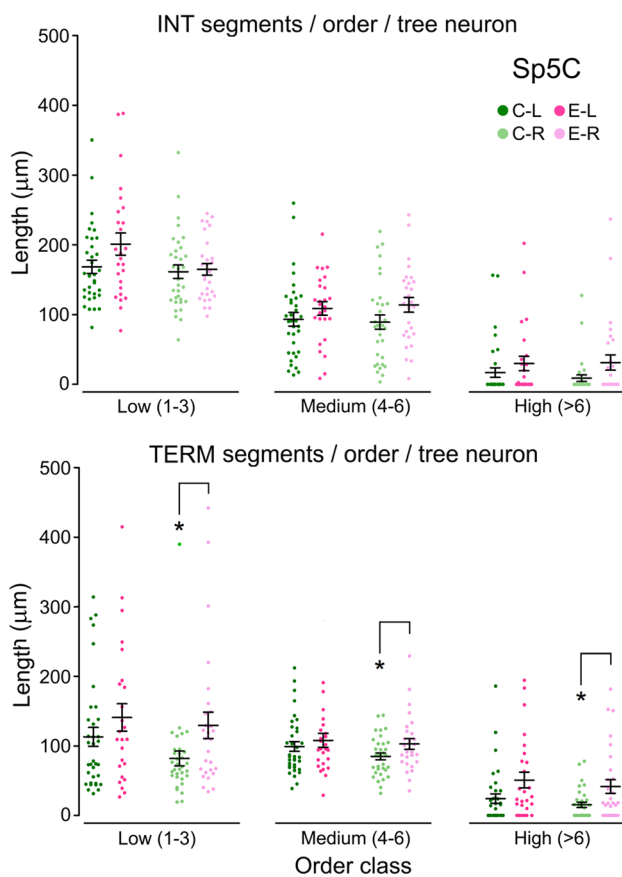 INT segments / order / tree neuron
Sp5C
C-L E-L
C-R E-R
Length (μm)
500
400
300
200
100
0
Low (1-3) Medium (4-6) High (>6)
TERM segments / order / tree neuron
Length (μm)
500
400
300
200
100
0
* * *
Low (1-3) Medium (4-6) High (>6)
Order class